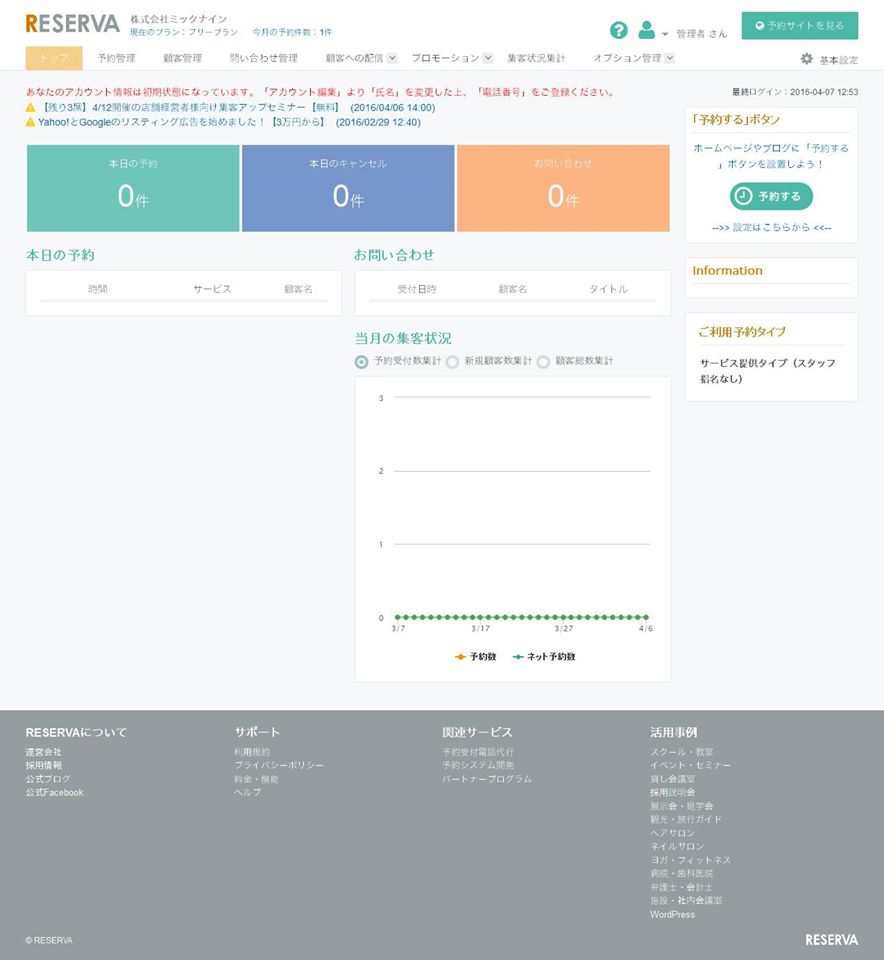 RESERVA
株式会社ミックナイン
現在のプラン：フリープラン 今月の予約件数：1件
管理者 さん
予約サイトを見る
トップ 予約管理 顧客管理 問い合わせ管理 顧客への配信 プロモーション 集客状況集計 オプション管理 基本設定
あなたのアカウント情報は初期状態になっています。「アカウント編集」より「氏名」を変更した上、「電話番号」をご登録ください。
最終ログイン：2016-04-07 12:53
【残り3席】4/12開催の店舗経営者様向け集客アップセミナー【無料】 (2016/04/06 14:00)
Yahoo!とGoogleのリスティング広告を始めました！【3万円から】 (2016/02/29 12:40)
本日の予約
0件
本日のキャンセル
0件
お問い合わせ
0件
「予約する」ボタン
ホームページやブログに「予約する
」ボタンを設置しよう！
予約する
-->> 設定はこちらから <<--
本日の予約
時間 サービス 顧客名
お問い合わせ
受付日時 顧客名 タイトル
Information
ご利用予約タイプ
サービス提供タイプ（スタッフ
指名なし）
当月の集客状況
予約受付数集計 新規顧客数集計 顧客総数集計
3
2
1
0
3/7 3/17 3/27 4/6
予約数 ネット予約数
RESERVAについて
運営会社
採用情報
公式ブログ
公式Facebook
サポート
利用規約
プライバシーポリシー
料金・機能
ヘルプ
関連サービス
予約受付電話代行
予約システム開発
パートナープログラム
活用事例
スクール・教室
イベント・セミナー
貸し会議室
採用説明会
展示会・見学会
観光・旅行ガイド
ヘアサロン
ネイルサロン
ヨガ・フィットネス
病院・歯科医院
弁護士・会計士
施設・社内会議室
WordPress
© RESERVA
RESERVA